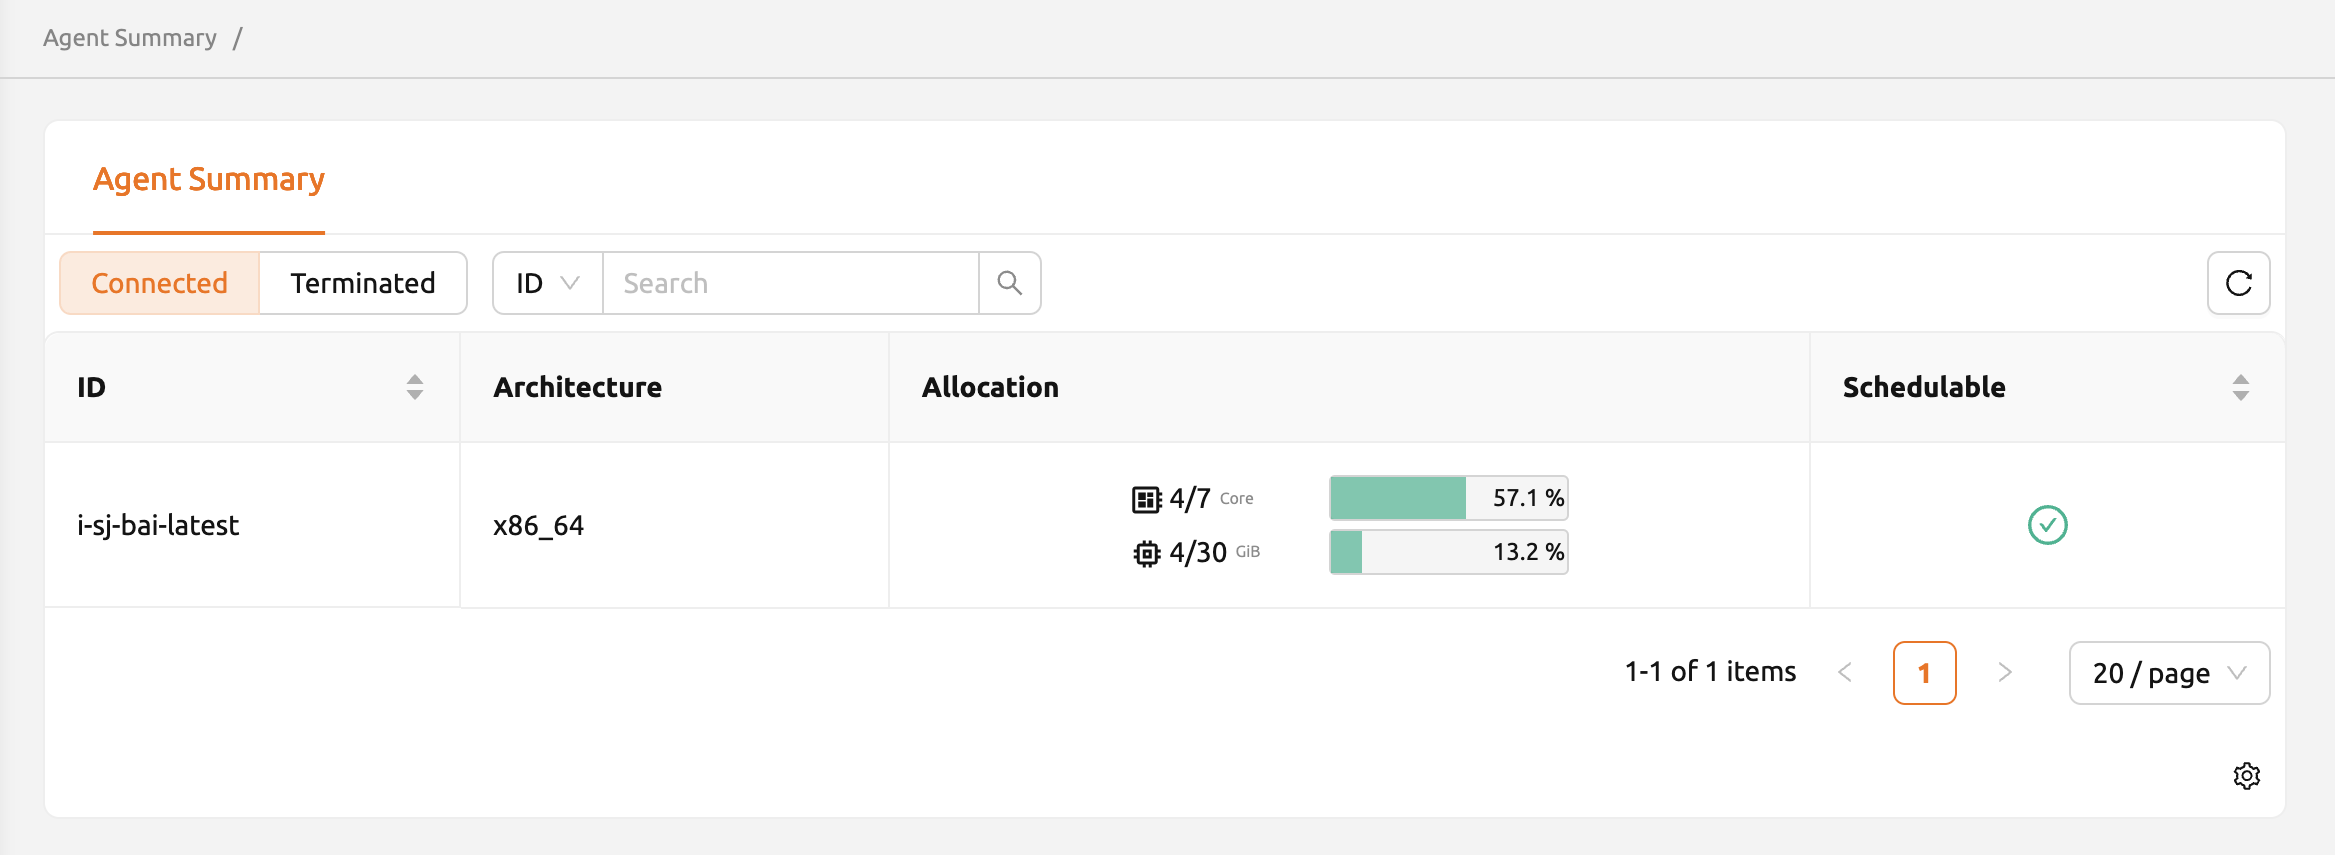 Agent Summary /
Agent Summary
Connected Terminated ID Search
ID Architecture Allocation Schedulable
i-sj-bai-latest x86_64 4/7 Core 57.1 %
4/30 GiB 13.2 %
1-1 of 1 items 1 20 / page